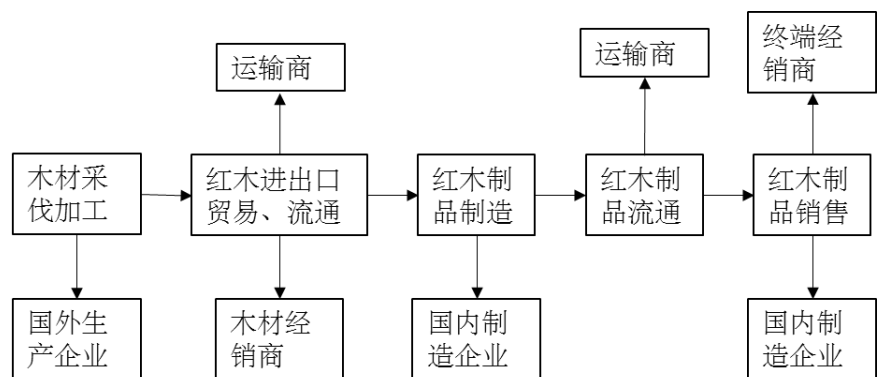 运输商
运输商
终端经
销商
木材采
伐加工
红木进出口
贸易、流通
红木制
品制造
红木制
品流通
红木制
品销售
国外生
产企业
木材经
销商
国内制
造企业
国内制
造企业